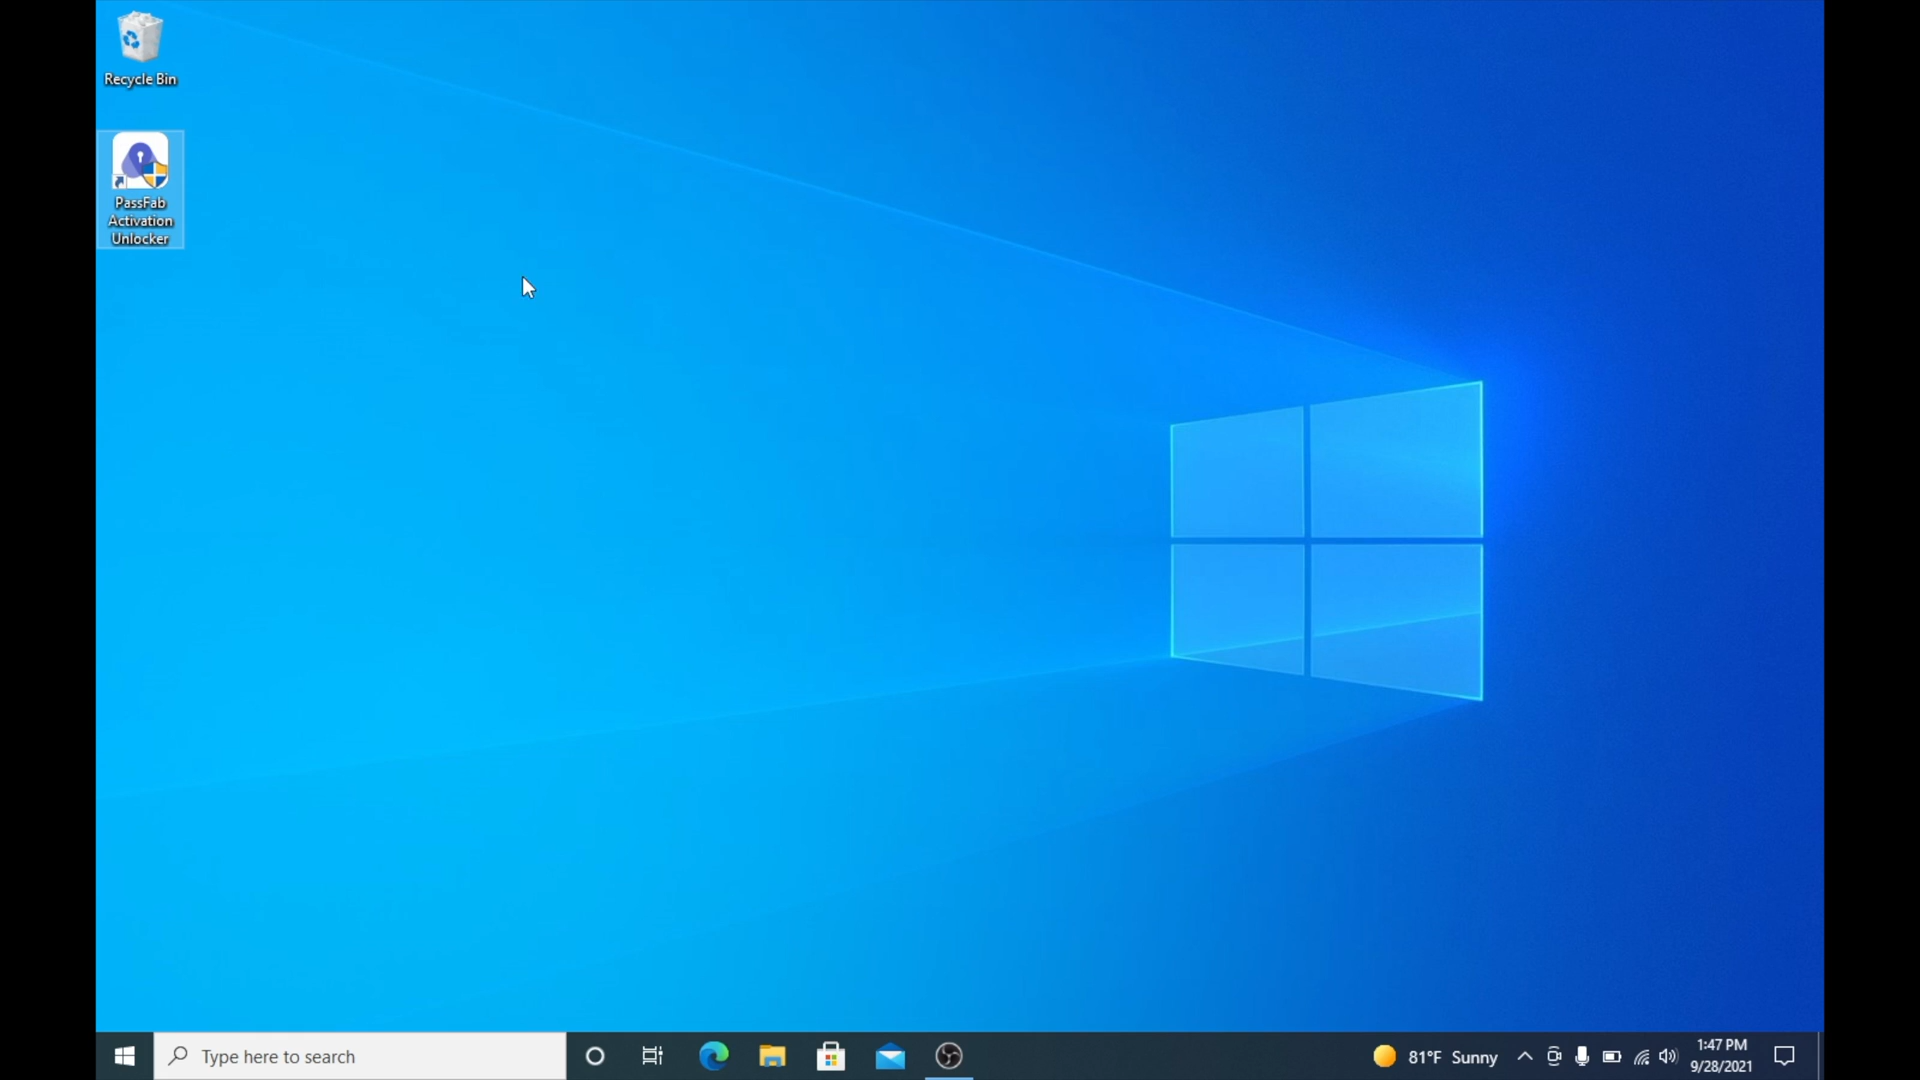 Recycle Bin
PassFab
Activation
Unlocker
Type here to search
81°F Sunny
1:47 PM
9/28/2021